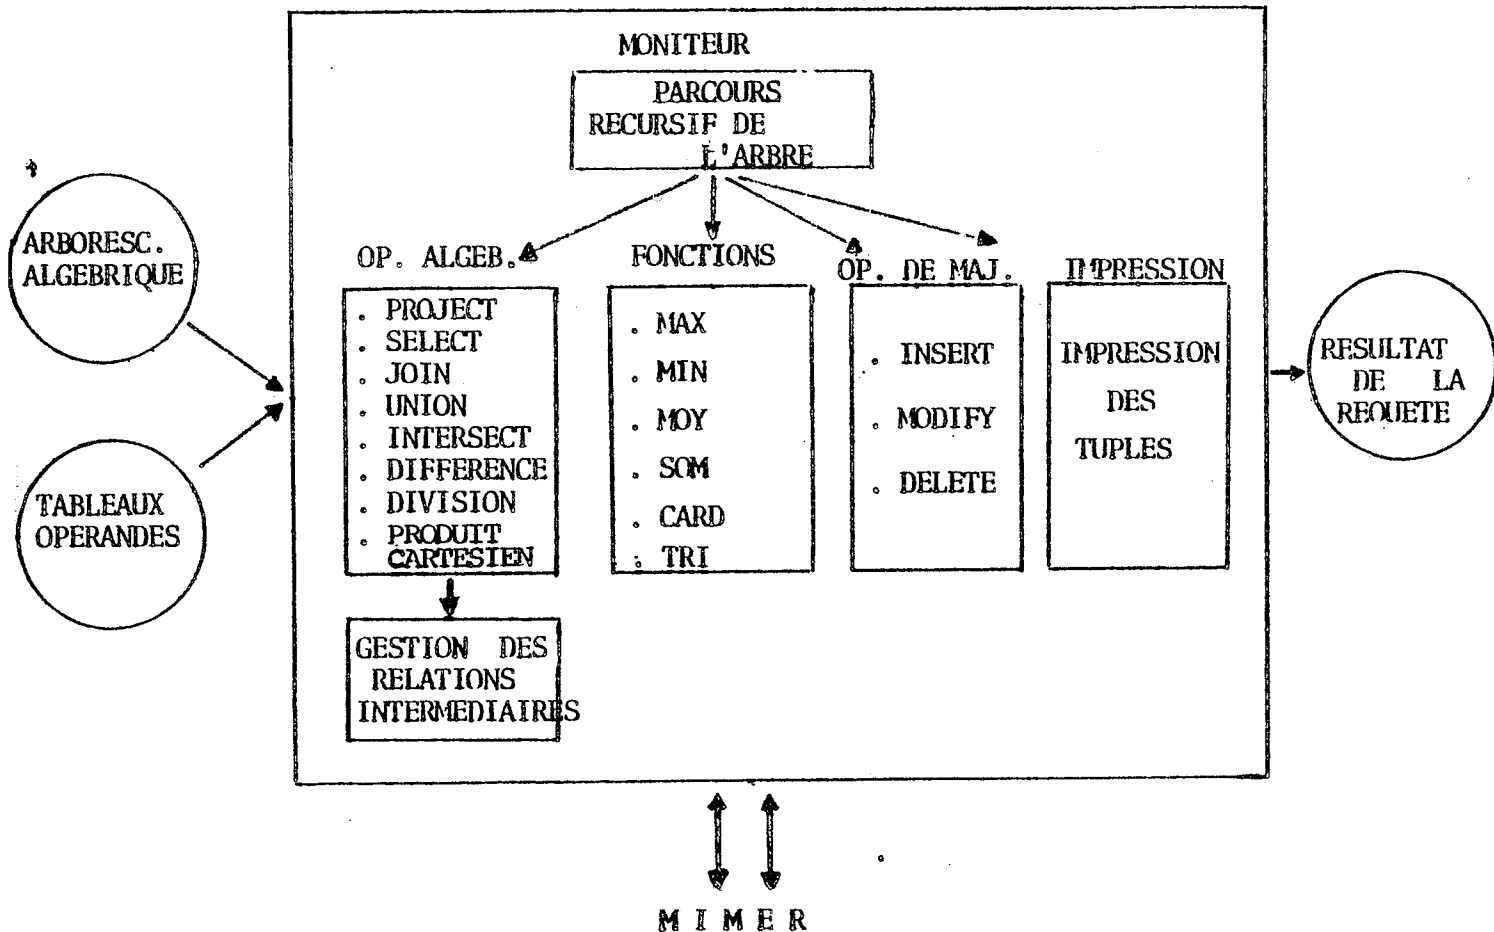 MONITEUR
PARCOURS
RECURSIF DE
L'ARBRE
ARBORESC.
ALGEBRIQUE
TABLEAUX
OPERANDES
OP. ALGEB.
. PROJECT
. SELECT
. JOIN
. UNION
. INTERSECT
. DIFFERENCE
. DIVISION
. PRODUIT
CARTESIEN
GESTION DES
RELATIONS
INTERMEDIAIRES
FONCTIONS
. MAX
. MIN
. MOY
. SOM
. CARD
. TRI
OP. DE MAJ.
. INSERT
. MODIFY
. DELETE
IMPRESSION
IMPRESSION
DES
TUPLES
RESULTAT
DE LA
REQUETE
M I M E R